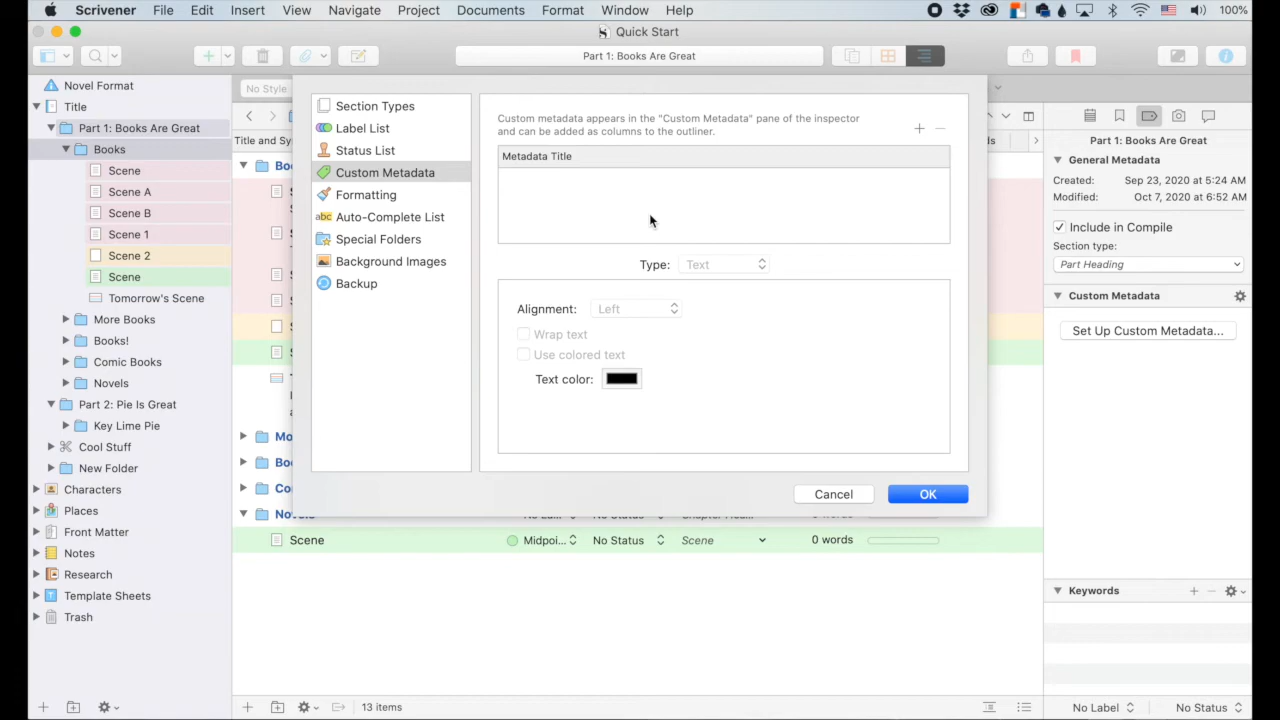 Scrivener File Edit Insert View Navigate Project Documents Format Window Help 100%
Quick Start
Part 1: Books Are Great
Novel Format
Title
Part 1: Books Are Great
Books
Scene
Scene A
Scene B
Scene 1
Scene 2
Scene
Tomorrow's Scene
More Books
Books!
Comic Books
Novels
Part 2: Pie Is Great
Key Lime Pie
Cool Stuff
New Folder
Characters
Places
Front Matter
Notes
Research
Template Sheets
Trash
No Style
Title and Sy
Section Types
Label List
Status List
Custom Metadata
Formatting
abc Auto-Complete List
Special Folders
Background Images
Backup
Custom metadata appears in the "Custom Metadata" pane of the inspector
and can be added as columns to the outliner.
Metadata Title
Type: Text
Alignment: Left
Wrap text
Use colored text
Text color:
Cancel OK
Scene Midpoi... No Status Scene 0 words
13 items
Part 1: Books Are Great
General Metadata
Created: Sep 23, 2020 at 5:24 AM
Modified: Oct 7, 2020 at 6:52 AM
Include in Compile
Section type:
Part Heading
Custom Metadata
Set Up Custom Metadata...
Keywords
No Label No Status